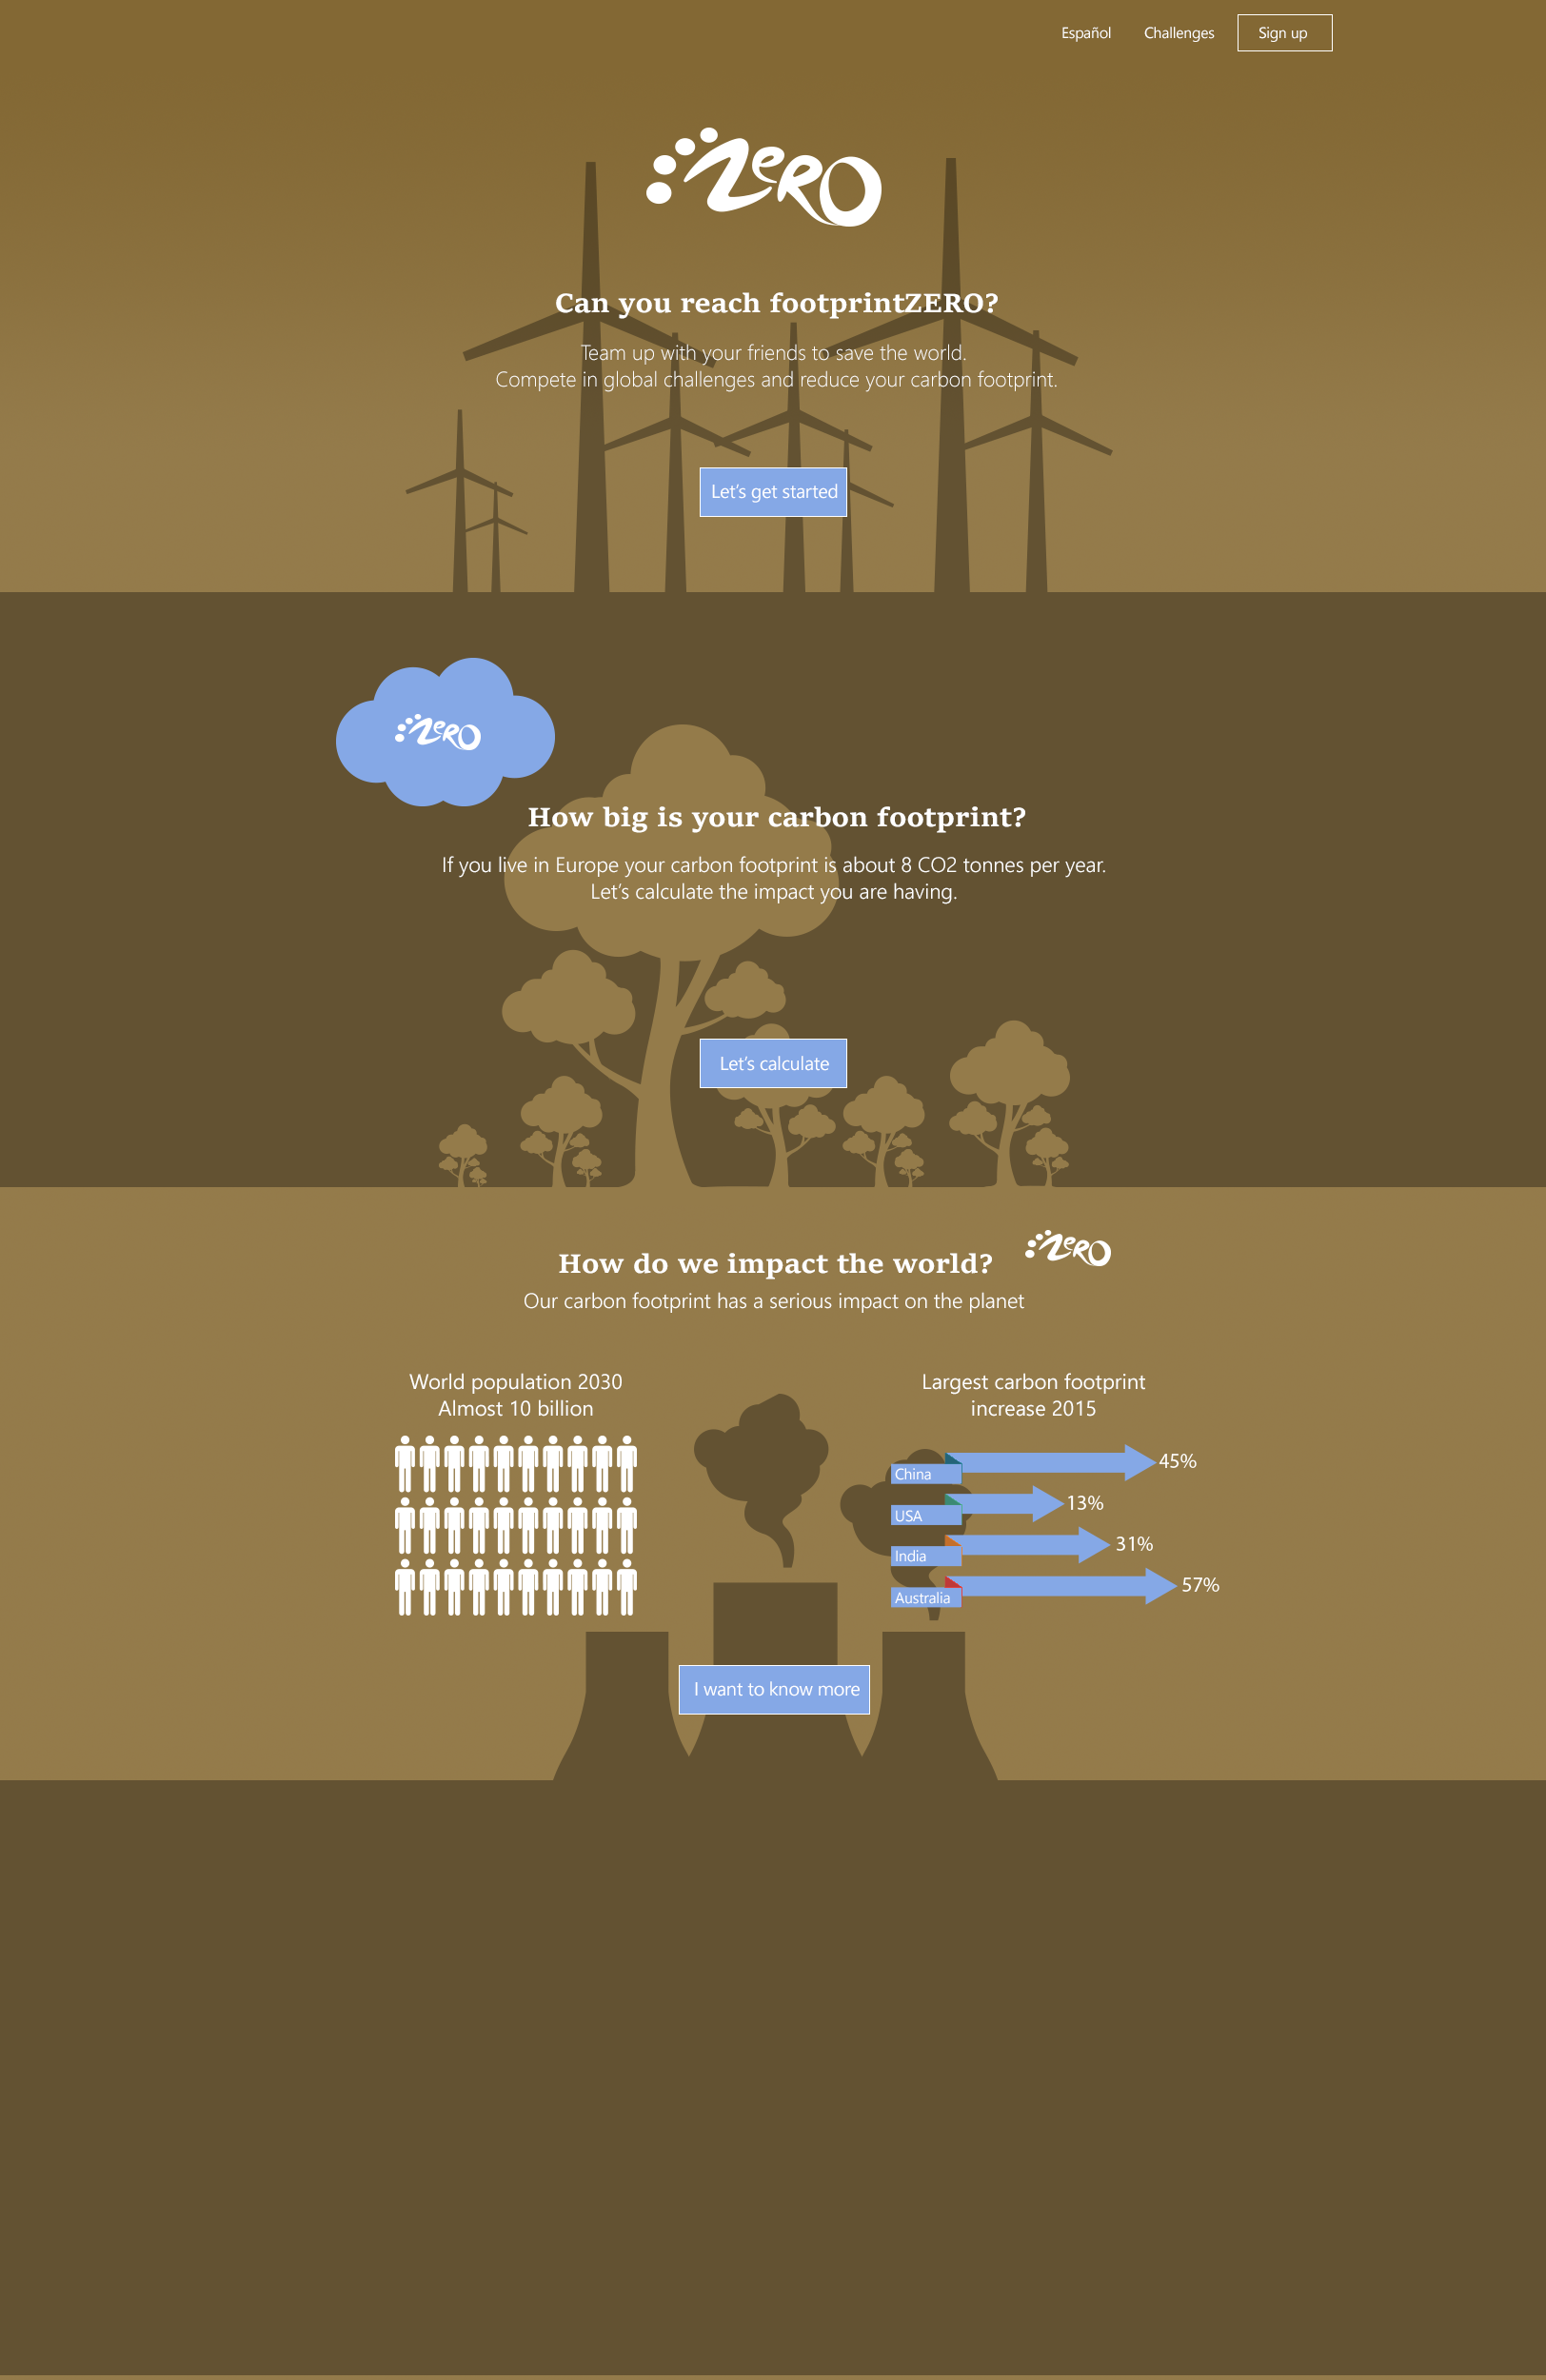 Español Challenges Sign up
ZERO
Can you reach footprintZERO?
Team up with your friends to save the world.
Compete in global challenges and reduce your carbon footprint.
Let's get started
ZERO
How big is your carbon footprint?
If you live in Europe your carbon footprint is about 8 CO2 tonnes per year.
Let's calculate the impact you are having.
Let's calculate
ZERO
How do we impact the world?
Our carbon footprint has a serious impact on the planet
World population 2030
Almost 10 billion
Largest carbon footprint
increase 2015
China 45%
USA 13%
India 31%
Australia 57%
I want to know more